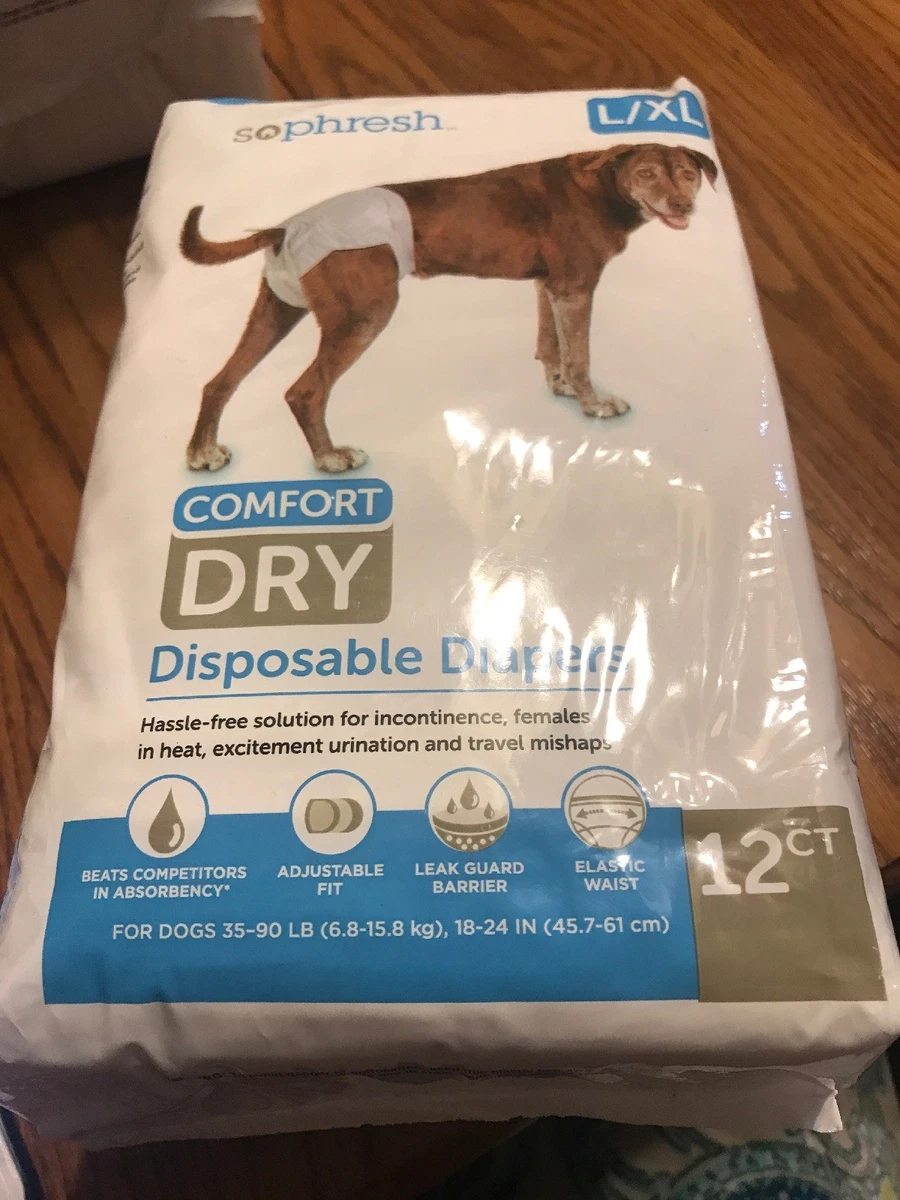 sophresh
L/XL
COMFORT
DRY
Disposable Diapers
Hassle-free solution for incontinence, females
in heat, excitement urination and travel mishaps
BEATS COMPETITORS
IN ABSORBENCY*
ADJUSTABLE
FIT
LEAK GUARD
BARRIER
ELASTIC
WAIST
12 CT
FOR DOGS 35-90 LB (6.8-15.8 kg), 18-24 IN (45.7-61 cm)